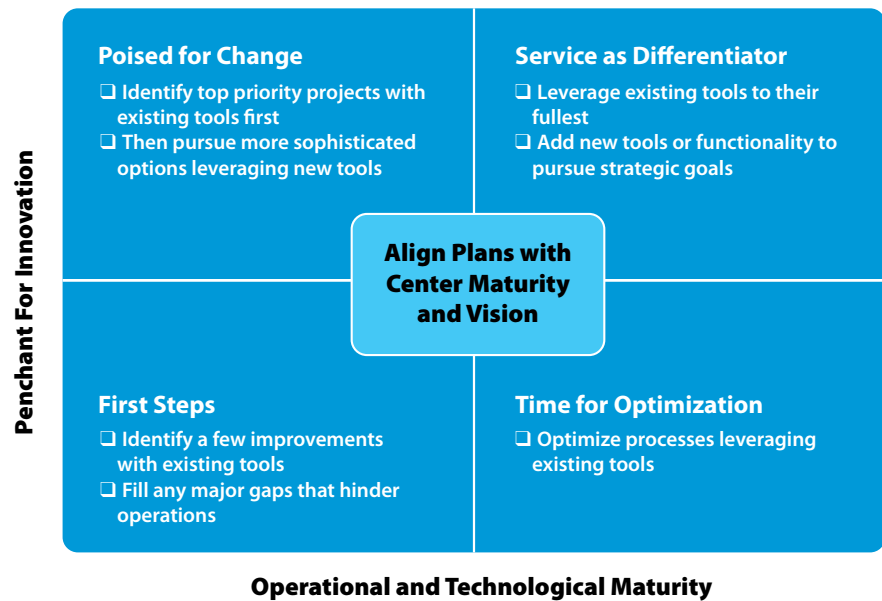 Penchant For Innovation
Poised for Change
❑ Identify top priority projects with
existing tools first
❑ Then pursue more sophisticated
options leveraging new tools
Service as Differentiator
❑ Leverage existing tools to their
fullest
❑ Add new tools or functionality to
pursue strategic goals
Align Plans with
Center Maturity
and Vision
First Steps
❑ Identify a few improvements
with existing tools
❑ Fill any major gaps that hinder
operations
Time for Optimization
❑ Optimize processes leveraging
existing tools
Operational and Technological Maturity